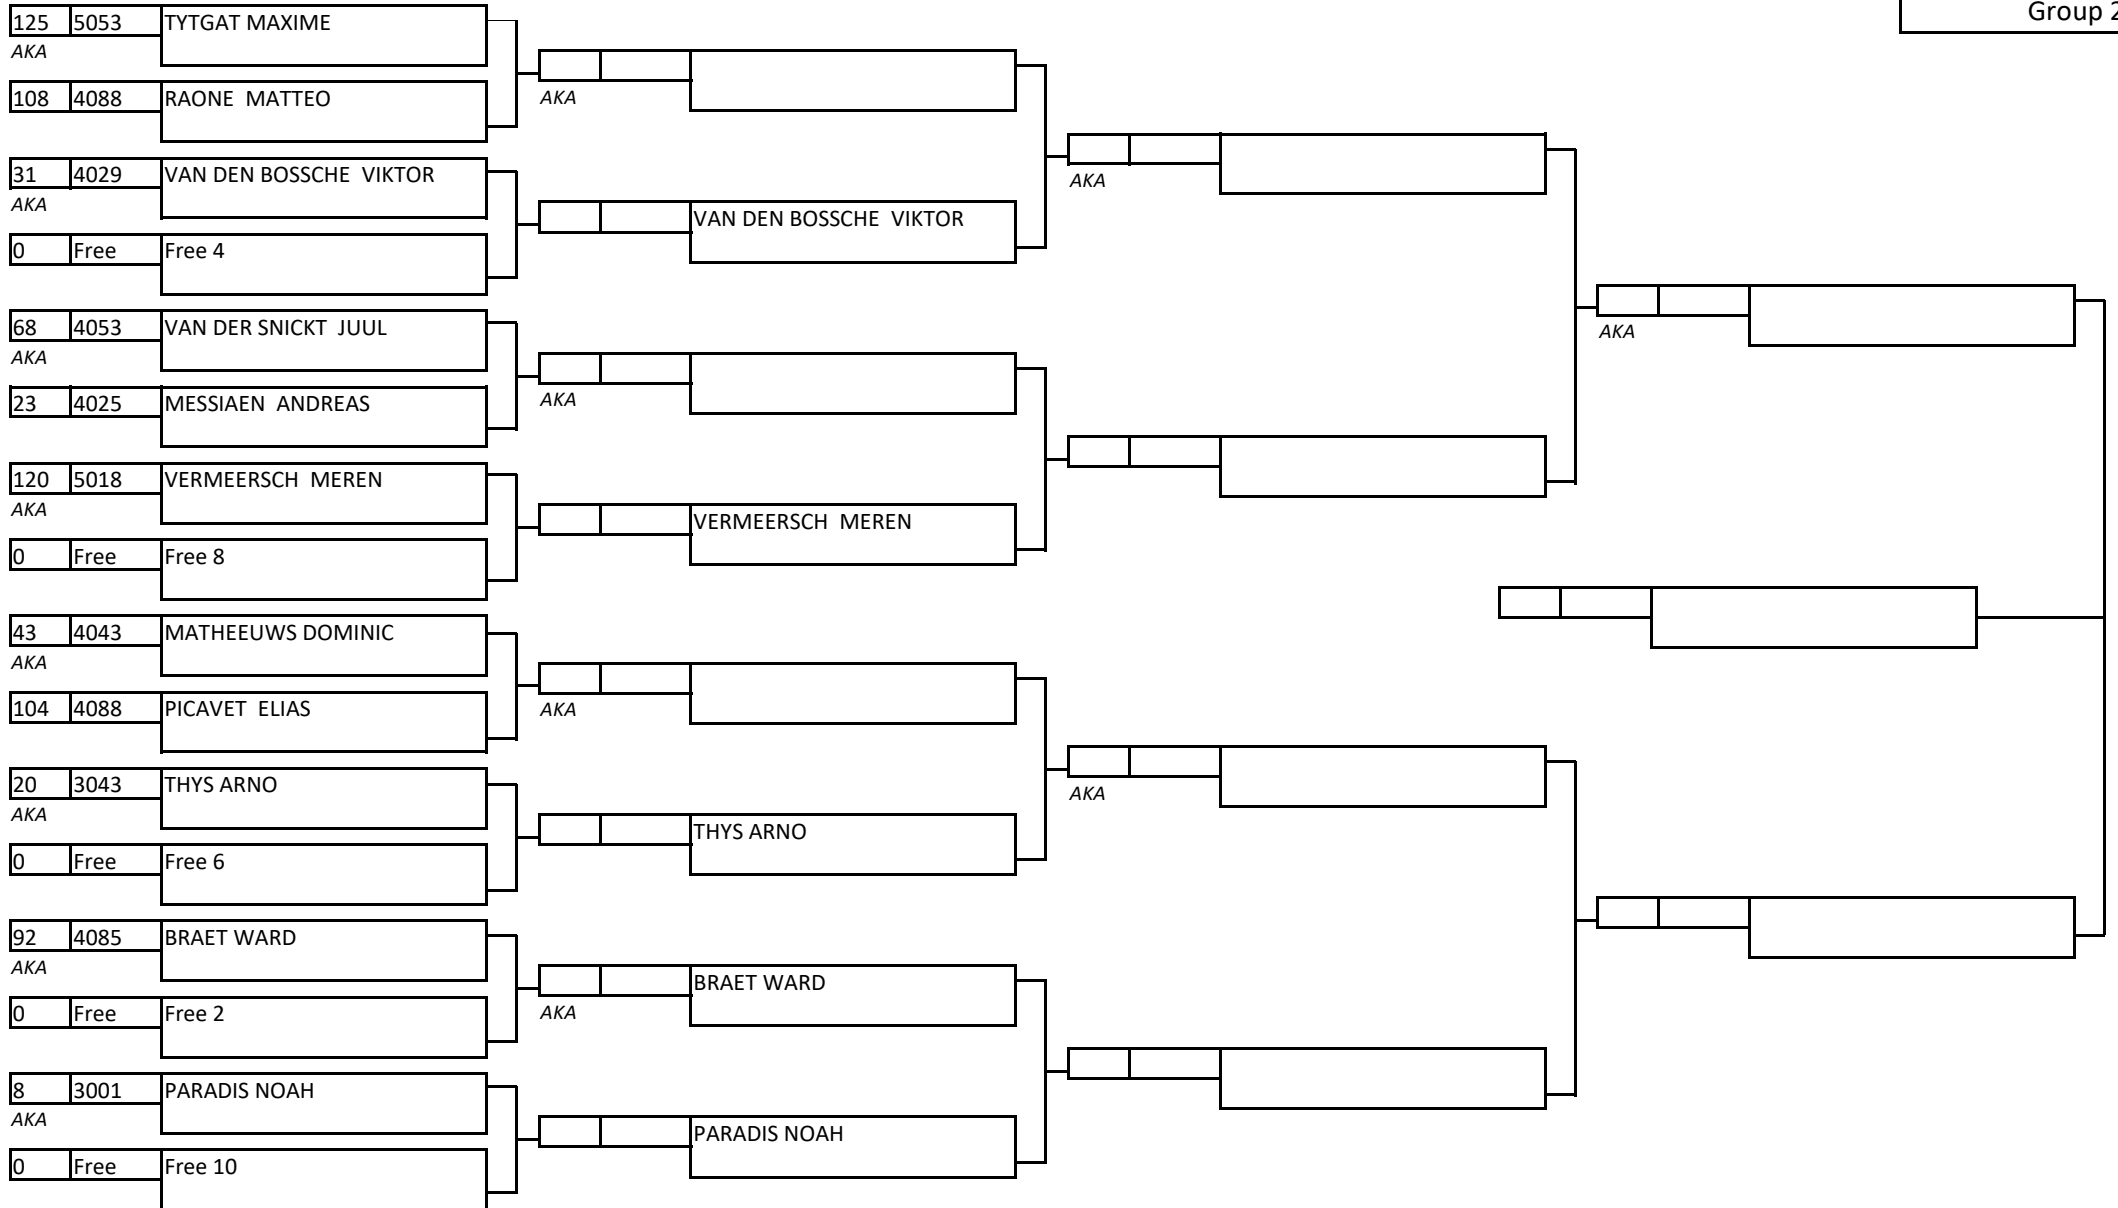 Group 2
125 5053 TYTGAT MAXIME
AKA
108 4088 RAONE  MATTEO
AKA
31 4029 VAN DEN BOSSCHE  VIKTOR
AKA
VAN DEN BOSSCHE  VIKTOR
0 Free Free 4
AKA
68 4053 VAN DER SNICKT  JUUL
AKA
AKA
23 4025 MESSIAEN  ANDREAS
AKA
120 5018 VERMEERSCH  MEREN
AKA
VERMEERSCH  MEREN
0 Free Free 8
43 4043 MATHEEUWS DOMINIC
AKA
104 4088 PICAVET  ELIAS
AKA
20 3043 THYS ARNO
AKA
AKA
THYS ARNO
0 Free Free 6
92 4085 BRAET WARD
AKA
BRAET WARD
0 Free Free 2
AKA
8 3001 PARADIS NOAH
AKA
PARADIS NOAH
0 Free Free 10